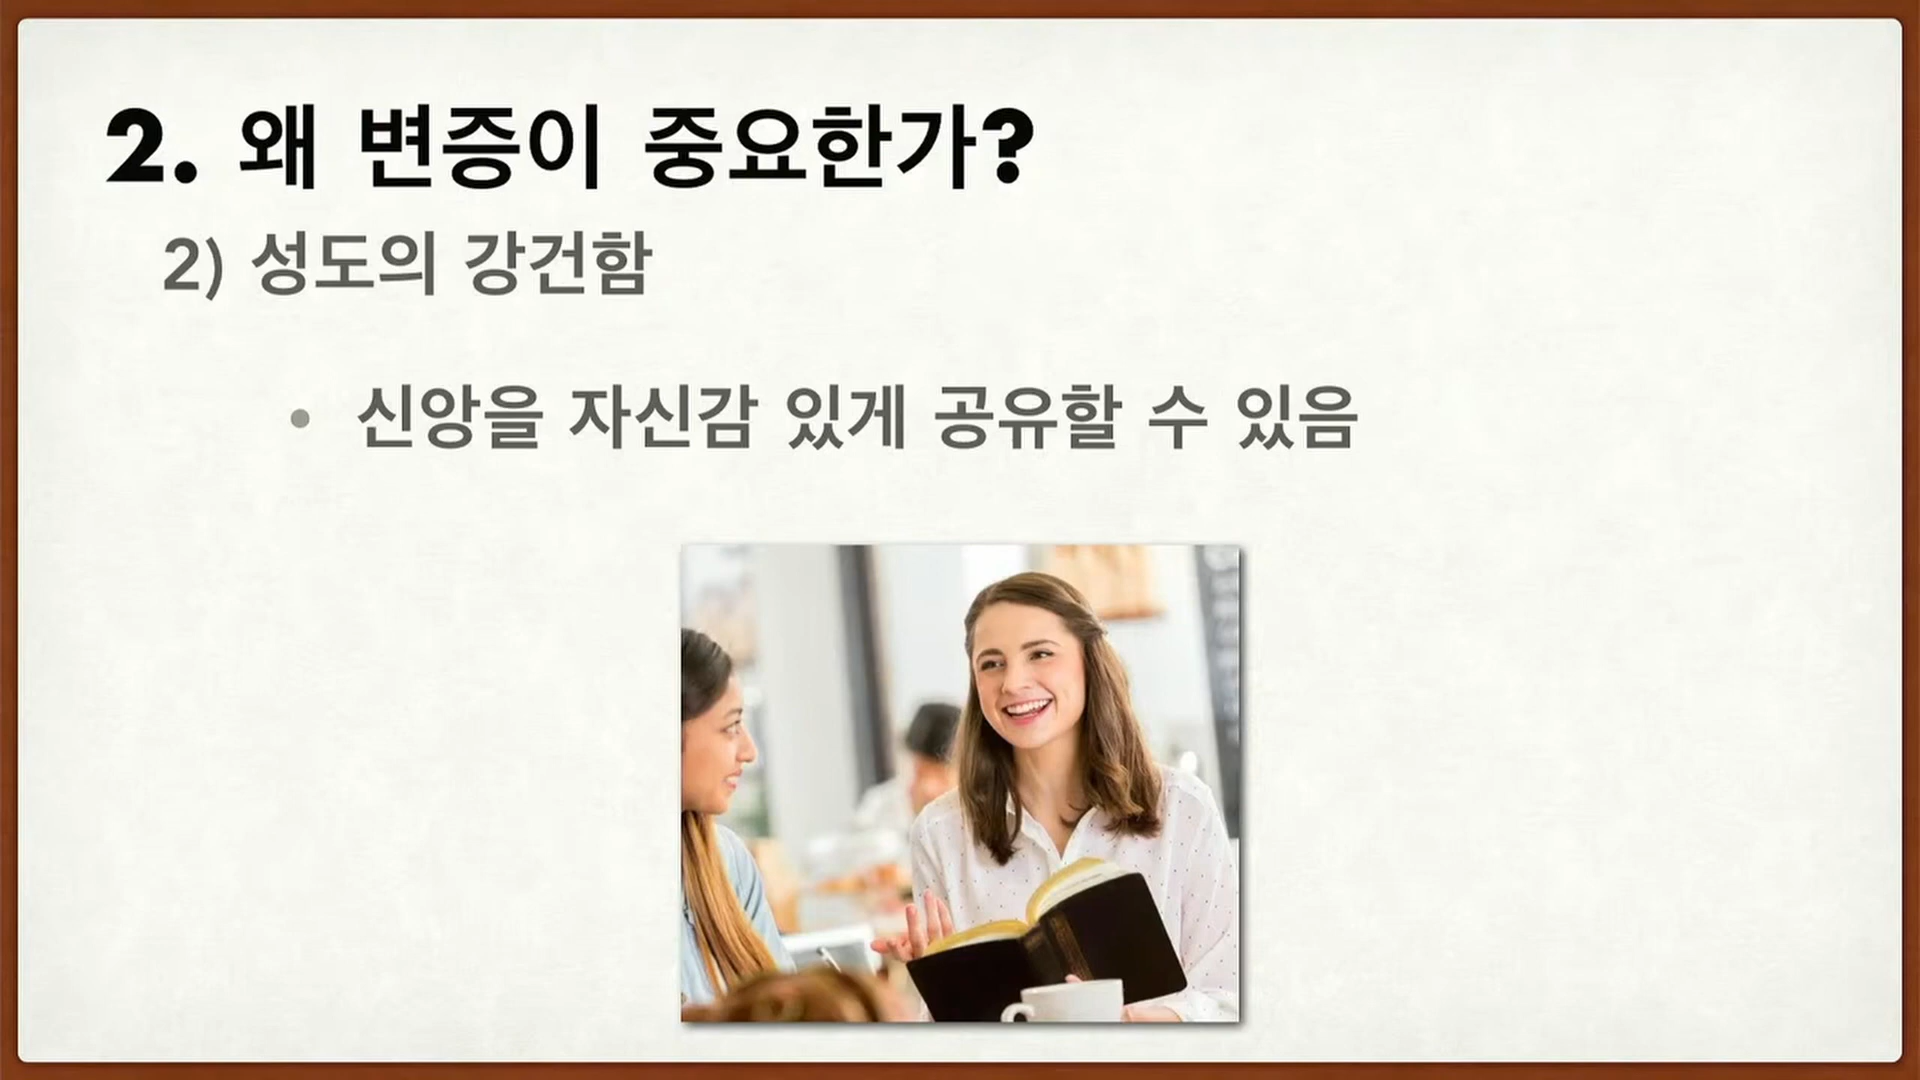 2. 왜 변증이 중요한가?
2) 성도의 강건함
• 신앙을 자신감 있게 공유할 수 있음